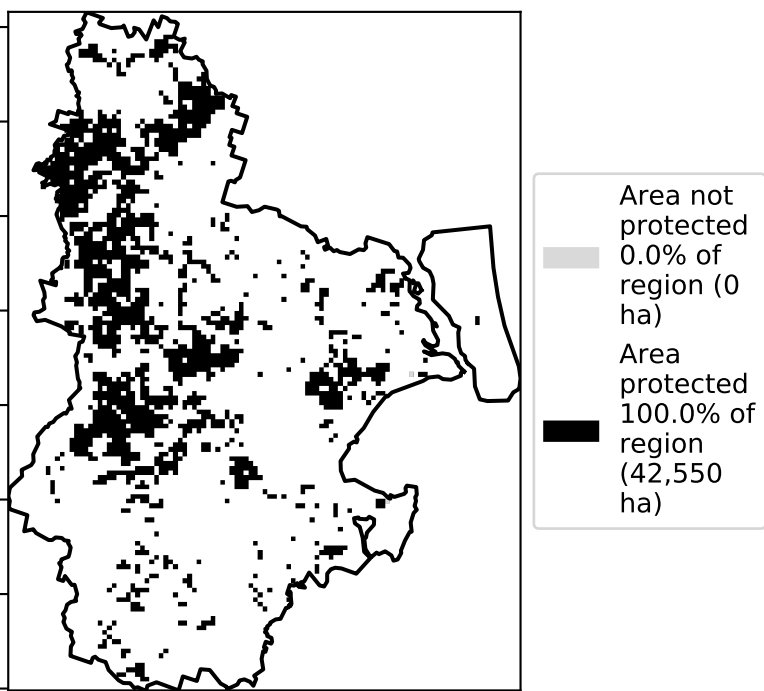 Area not
protected
0.0% of
region (0
ha)
Area
protected
100.0% of
region
(42,550
ha)